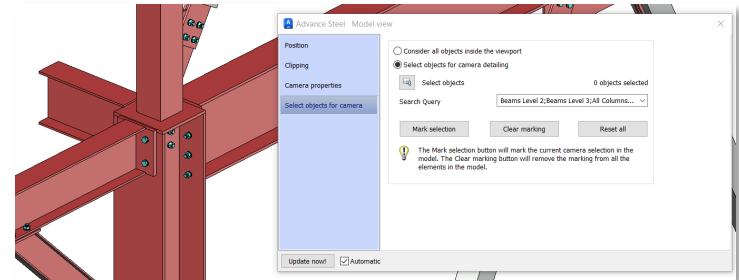 Advance Steel Model view
Position
Clipping
Camera properties
Select objects for camera
Consider all objects inside the viewport
Select objects for camera detailing
Select objects 0 objects selected
Search Query Beams Level 2;Beams Level 3;All Columns...
Mark selection Clear marking Reset all
The Mark selection button will mark the current camera selection in the
model. The Clear marking button will remove the marking from all the
elements in the model.
Update now! Automatic